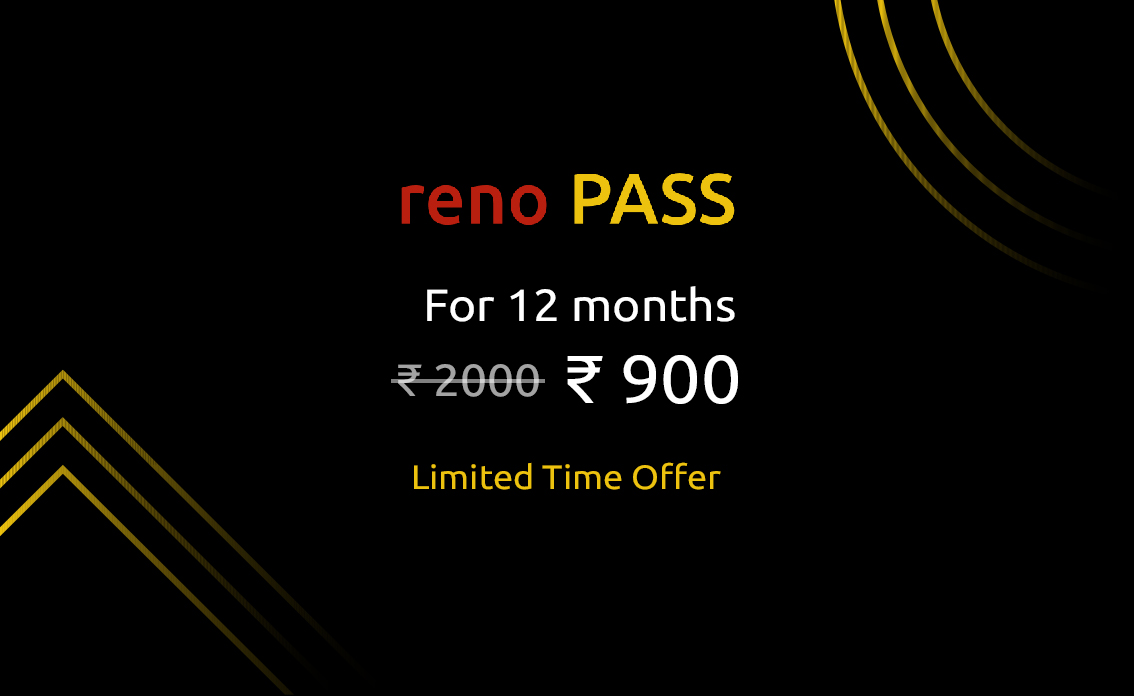 reno PASS
For 12 months
₹ 2000 ₹ 900
Limited Time Offer